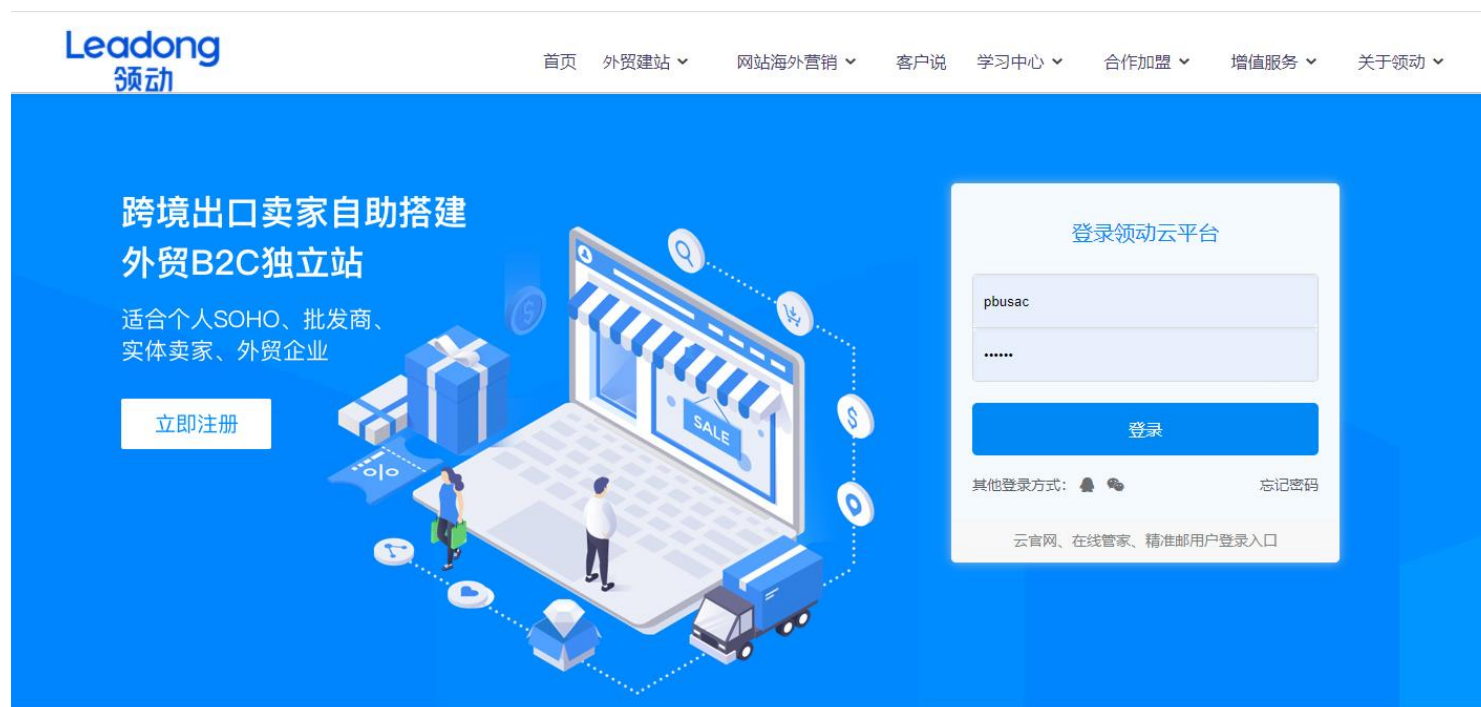 Leadong
领动
首页 外贸建站 网站海外营销 客户说 学习中心 合作加盟 增值服务 关于领动
跨境出口卖家自助搭建
外贸B2C独立站
适合个人SOHO、批发商、
实体卖家、外贸企业
立即注册
SALE
登录领动云平台
pbusac
••••••
登录
其他登录方式： 忘记密码
云官网、在线管家、精准邮用户登录入口